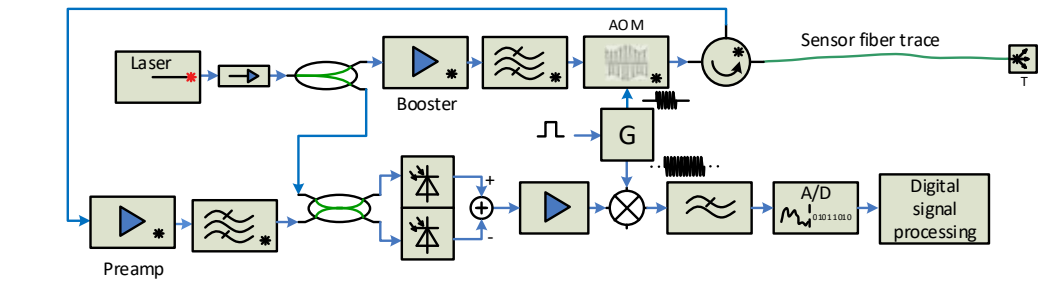 AOM
Laser
Sensor fiber trace
T
Booster
G
+
-
A/D
01011010
Digital
signal
processing
Preamp